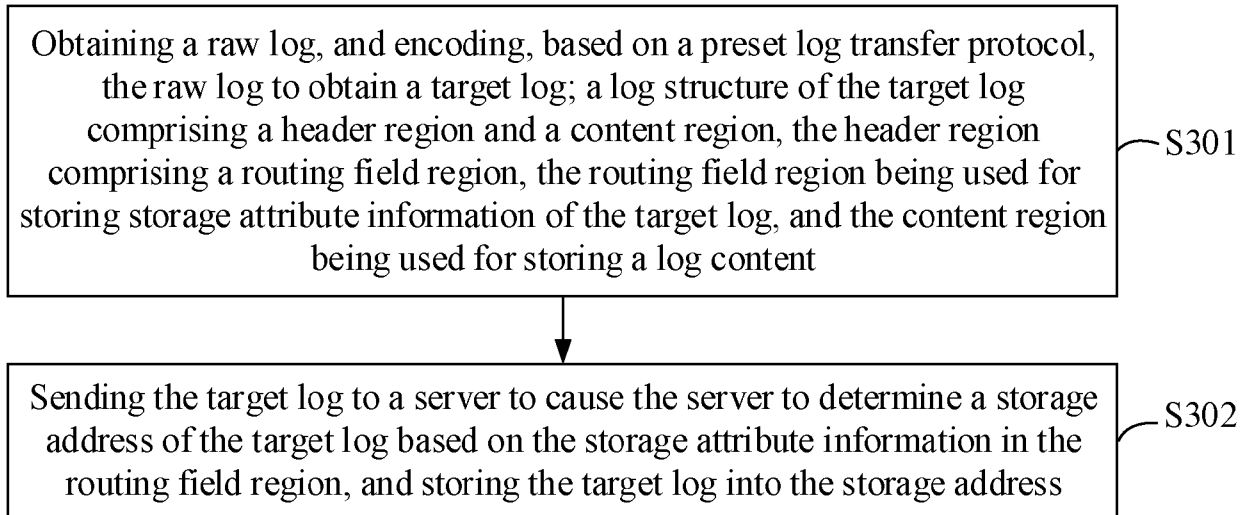 Obtaining a raw log, and encoding, based on a preset log transfer protocol,
the raw log to obtain a target log; a log structure of the target log
comprising a header region and a content region, the header region
comprising a routing field region, the routing field region being used for
storing storage attribute information of the target log, and the content region
being used for storing a log content
S301
Sending the target log to a server to cause the server to determine a storage
address of the target log based on the storage attribute information in the
routing field region, and storing the target log into the storage address
S302